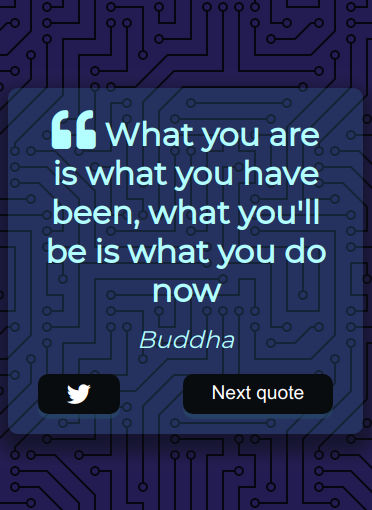 “ What you are
is what you have
been, what you'll
be is what you do
now
Buddha
Next quote